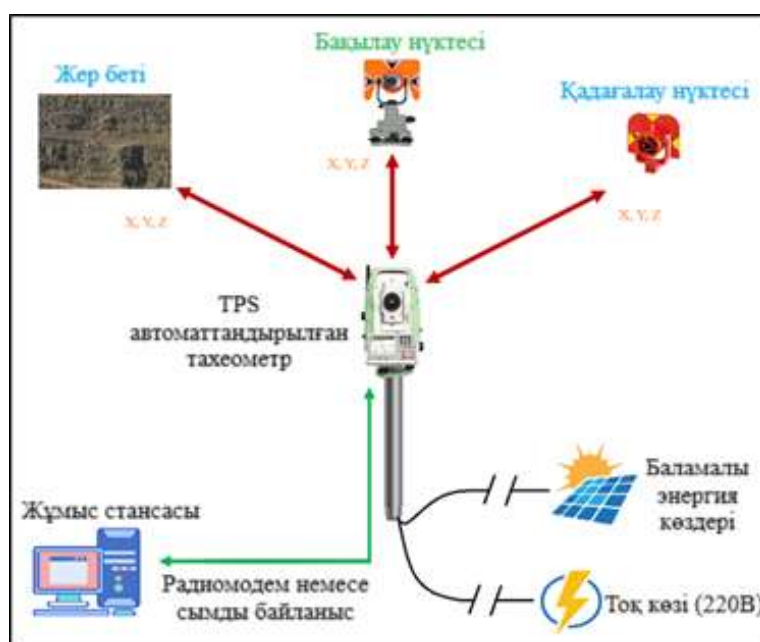 Бақылау нүктесі
Жер беті
Қадағалау нүктесі
X, Y, Z
X, Y, Z
X, Y, Z
TPS
автоматтандырылған
тахеометр
Баламалы
энергия
көздері
Жұмыс стансасы
Радиомодем немесе
сымды байланыс
Тоқ көзі (220В)